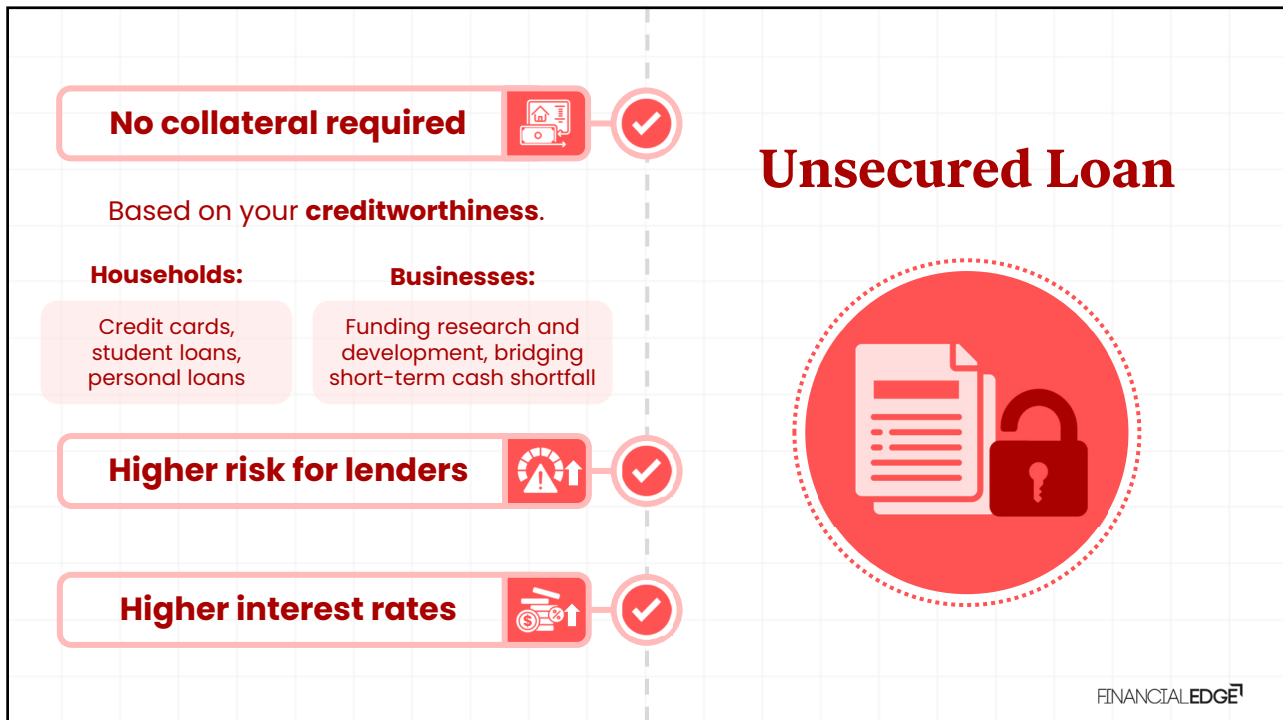 No collateral required
Based on your creditworthiness.
Households:
Credit cards,
student loans,
personal loans
Businesses:
Funding research and
development, bridging
short-term cash shortfall
Higher risk for lenders
Higher interest rates
Unsecured Loan
FINANCIALEDGE